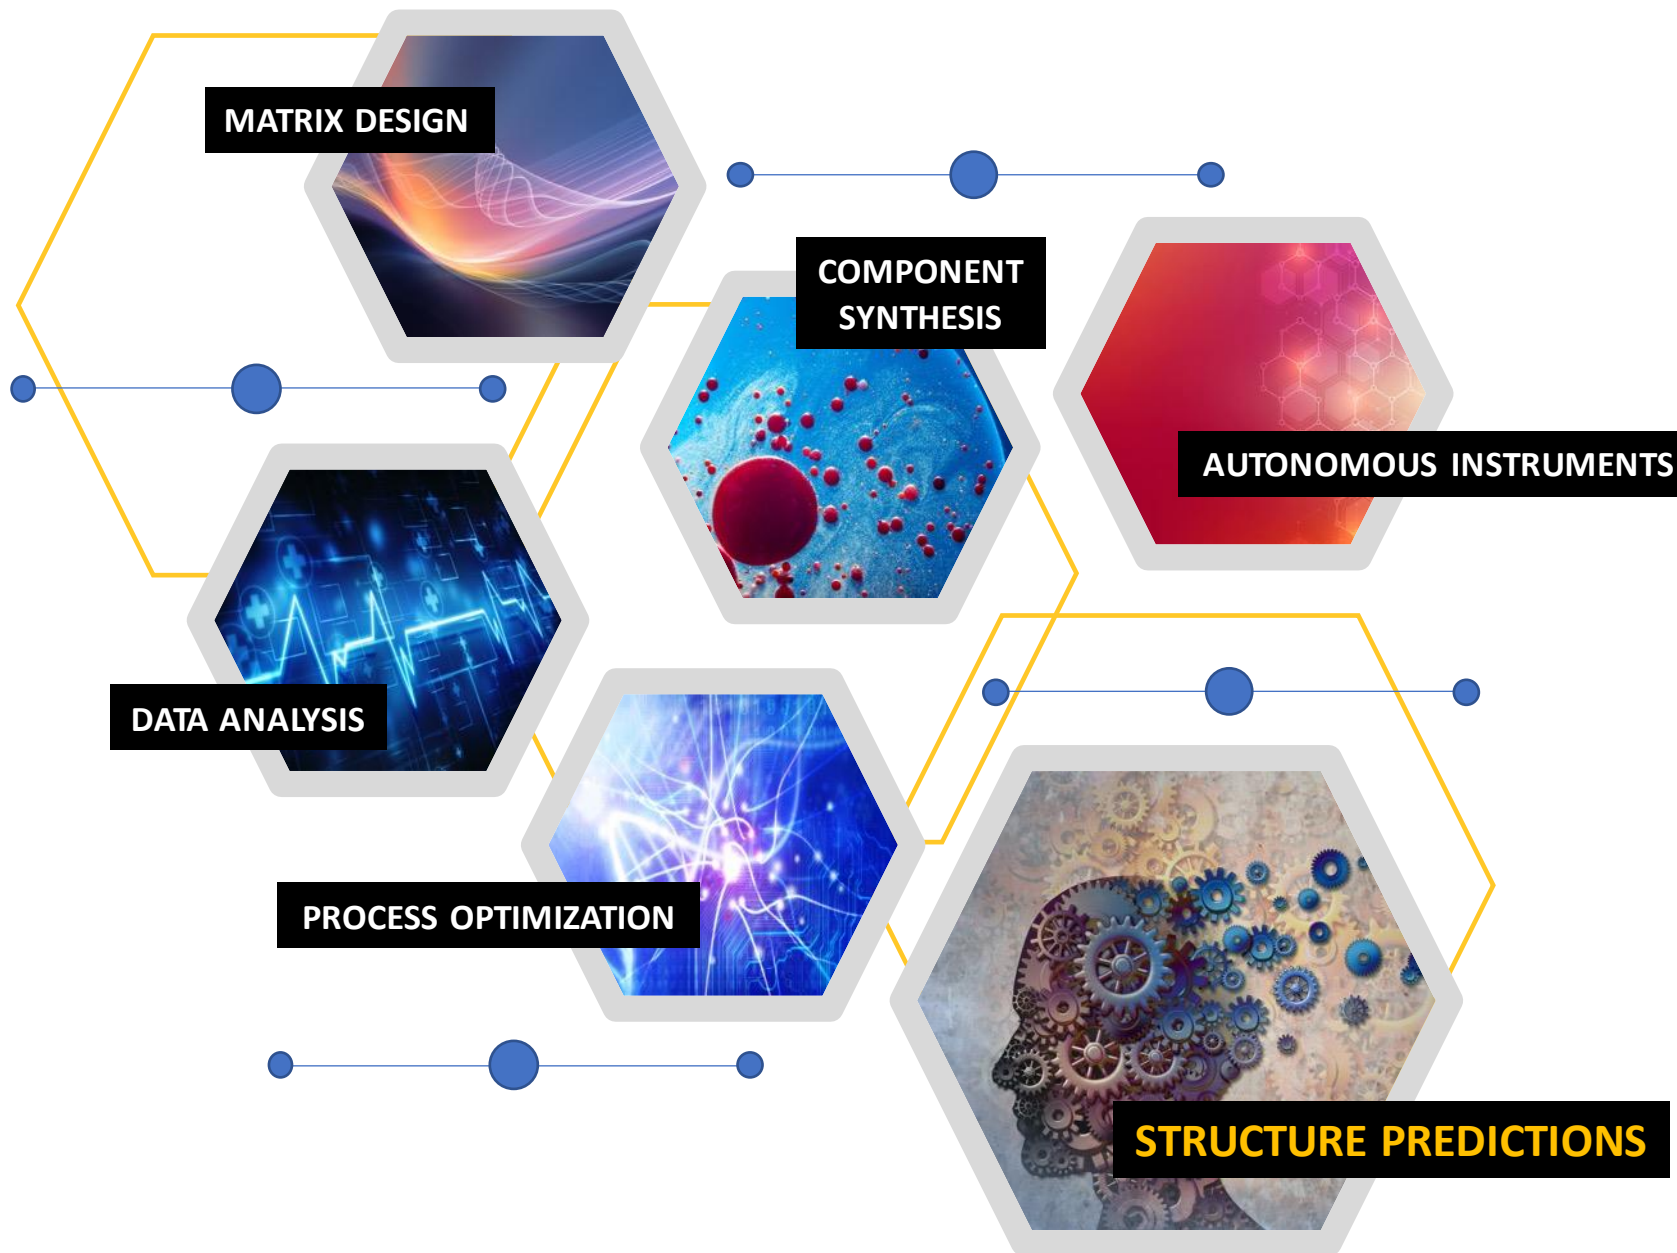 MATRIX DESIGN
COMPONENT
SYNTHESIS
AUTONOMOUS INSTRUMENTS
DATA ANALYSIS
PROCESS OPTIMIZATION
STRUCTURE PREDICTIONS